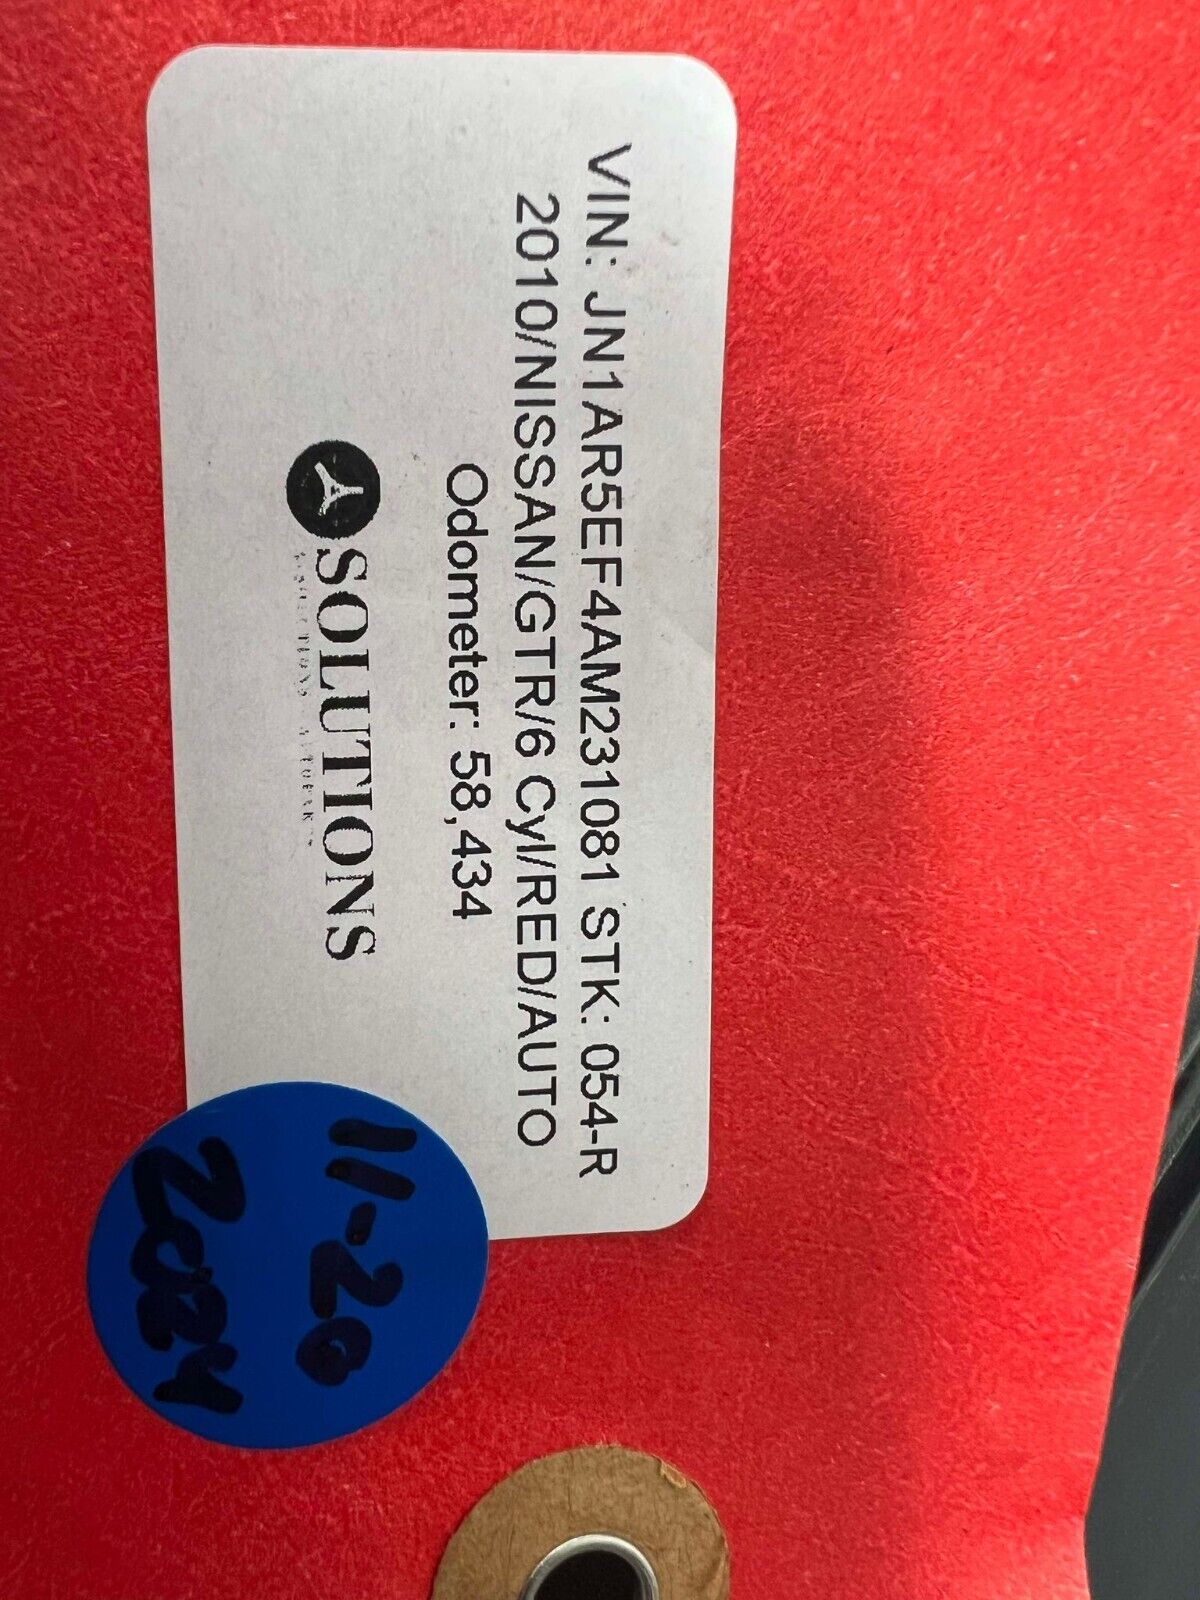 VIN: JN1AR5EF4AM231081 STK: 054-R
2010/NISSAN/GTR/6 Cyl/RED/AUTO
Odometer: 58,434
SOLUTIONS
11-20
2024